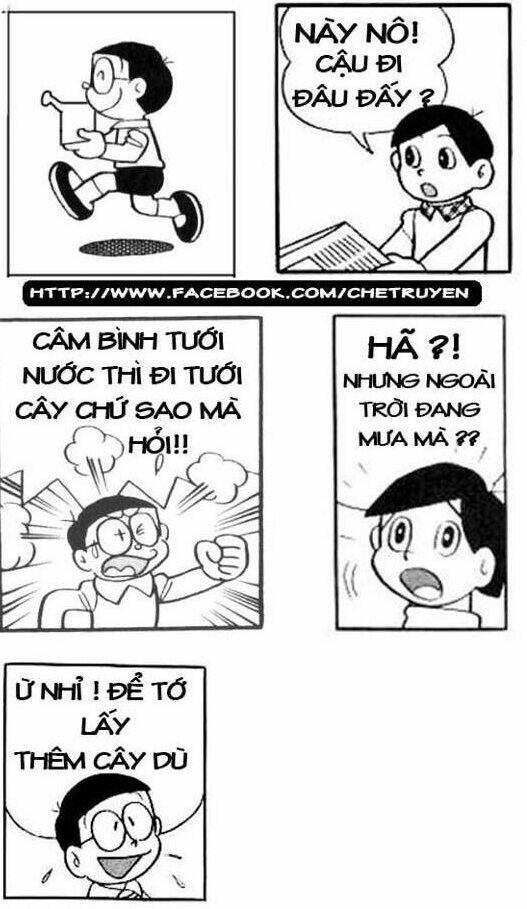 NÀY NÔ!
CẬU ĐI
ĐÂU ĐẤY ?
HTTP://WWW.FACEBOOK.COM/CHETRUYEN
CÂM BÌNH TƯỚI
NƯỚC THÌ ĐI TƯỚI
CÂY CHỨ SAO MÀ
HỎI!!
HÃ ?!
NHƯNG NGOÀI
TRỜI ĐANG
MƯA MÀ ??
Ừ NHỈ ! ĐỂ TỚ
LẤY
THÊM CÂY DÙ